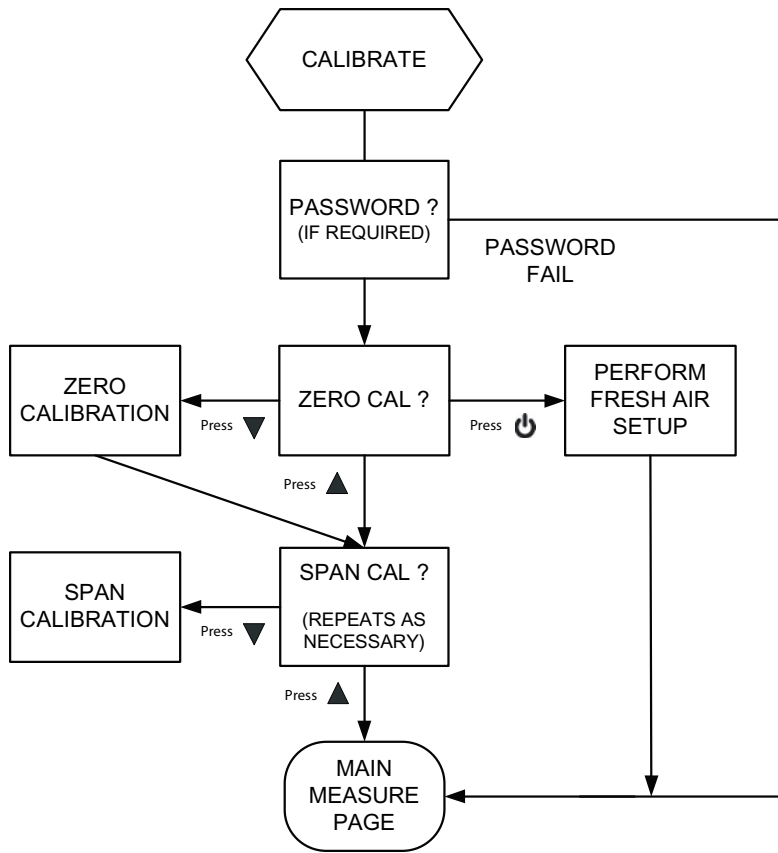 CALIBRATE
PASSWORD ?
(IF REQUIRED)
PASSWORD
FAIL
ZERO
CALIBRATION
Press
ZERO CAL ?
Press
PERFORM
FRESH AIR
SETUP
Press
SPAN
CALIBRATION
Press
SPAN CAL ?
(REPEATS AS
NECESSARY)
Press
MAIN
MEASURE
PAGE